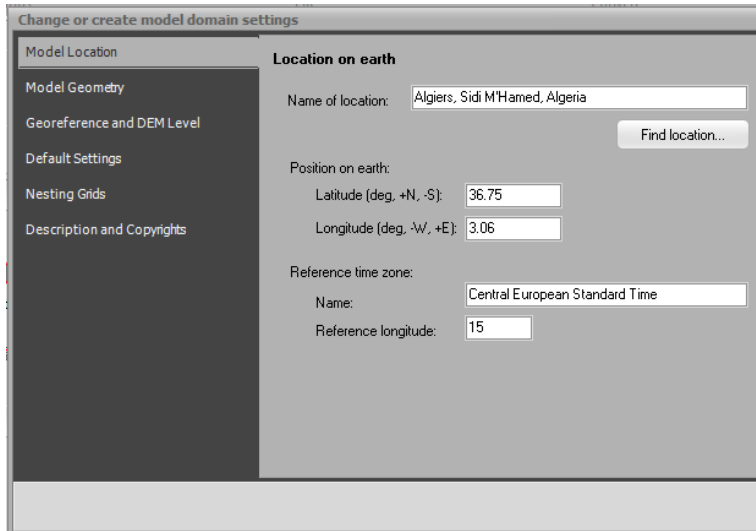 Change or create model domain settings
Model Location
Model Geometry
Georeference and DEM Level
Default Settings
Nesting Grids
Description and Copyrights
Location on earth
Name of location: Algiers, Sidi M'Hamed, Algeria
Find location...
Position on earth:
Latitude (deg, +N, -S): 36.75
Longitude (deg, -W, +E): 3.06
Reference time zone:
Name: Central European Standard Time
Reference longitude: 15